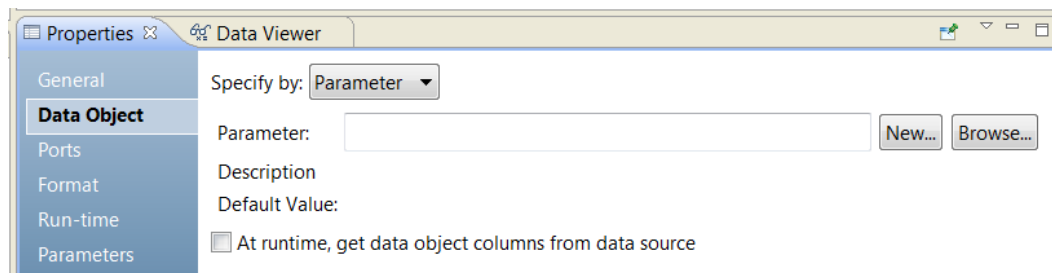 Properties Data Viewer
General
Data Object
Ports
Format
Run-time
Parameters
Specify by: Parameter
Parameter: New... Browse...
Description
Default Value:
At runtime, get data object columns from data source